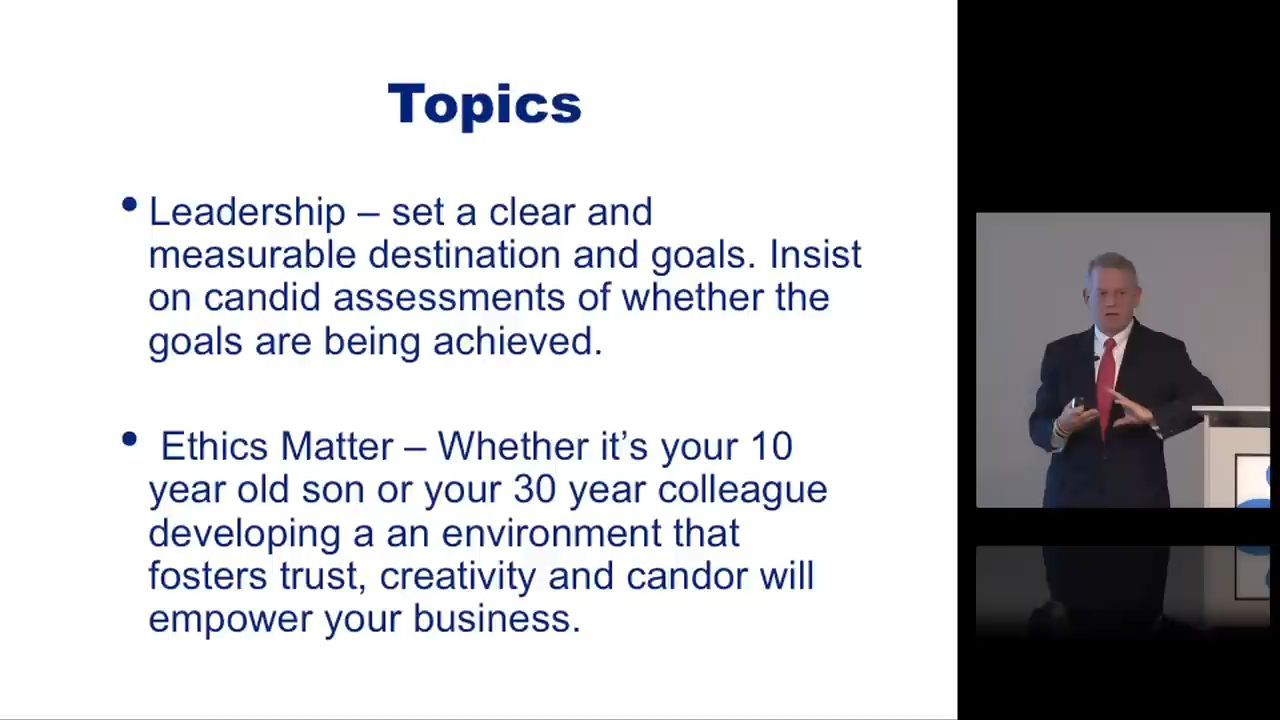 Topics
• Leadership – set a clear and
measurable destination and goals. Insist
on candid assessments of whether the
goals are being achieved.
• Ethics Matter – Whether it’s your 10
year old son or your 30 year colleague
developing a an environment that
fosters trust, creativity and candor will
empower your business.